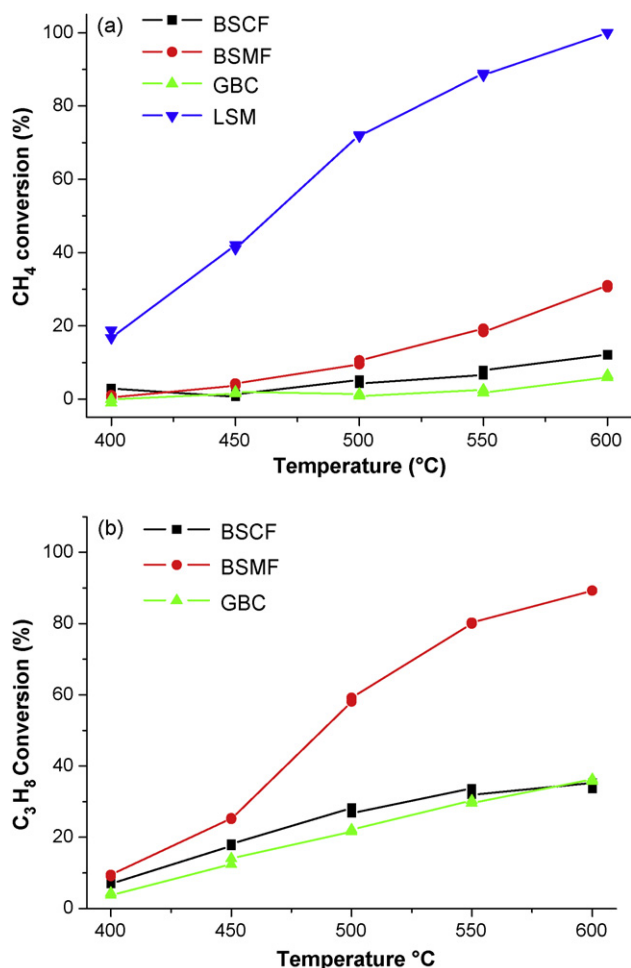 (a)
BSCF
BSMF
GBC
LSM
CH₄ conversion (%)
100
80
60
40
20
0
400 450 500 550 600
Temperature (°C)
(b)
BSCF
BSMF
GBC
C₃H₈ Conversion (%)
100
80
60
40
20
0
400 450 500 550 600
Temperature °C